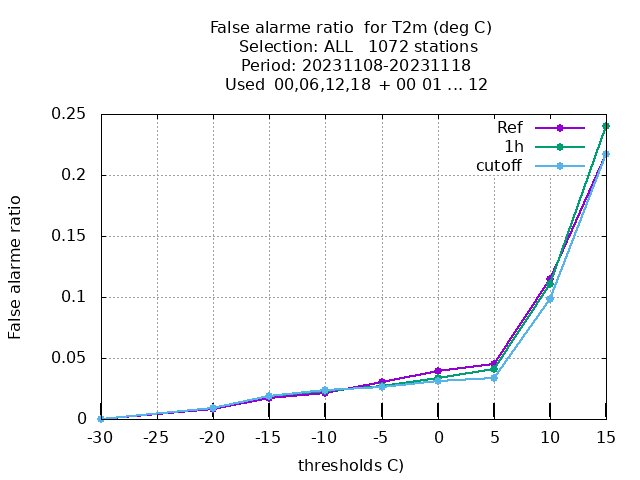 False alarme ratio  for T2m (deg C)
Selection: ALL   1072 stations
Period: 20231108-20231118
Used  00,06,12,18  + 00 01 ... 12
Ref
1h
cutoff
False alarme ratio
0.25
0.2
0.15
0.1
0.05
0
-30 -25 -20 -15 -10 -5 0 5 10 15
thresholds C)